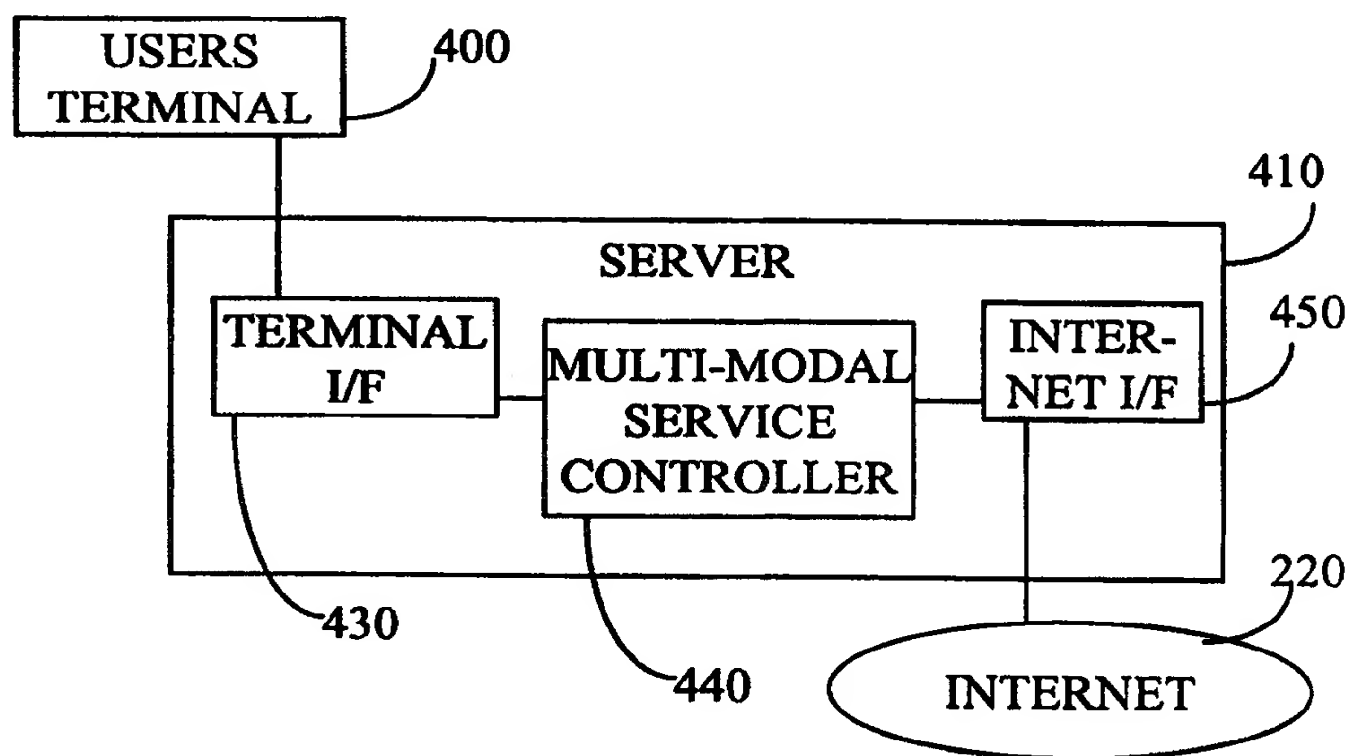 USERS
TERMINAL
400
410
SERVER
TERMINAL
I/F
MULTI-MODAL
SERVICE
CONTROLLER
INTER-
NET I/F
450
430
440
220
INTERNET